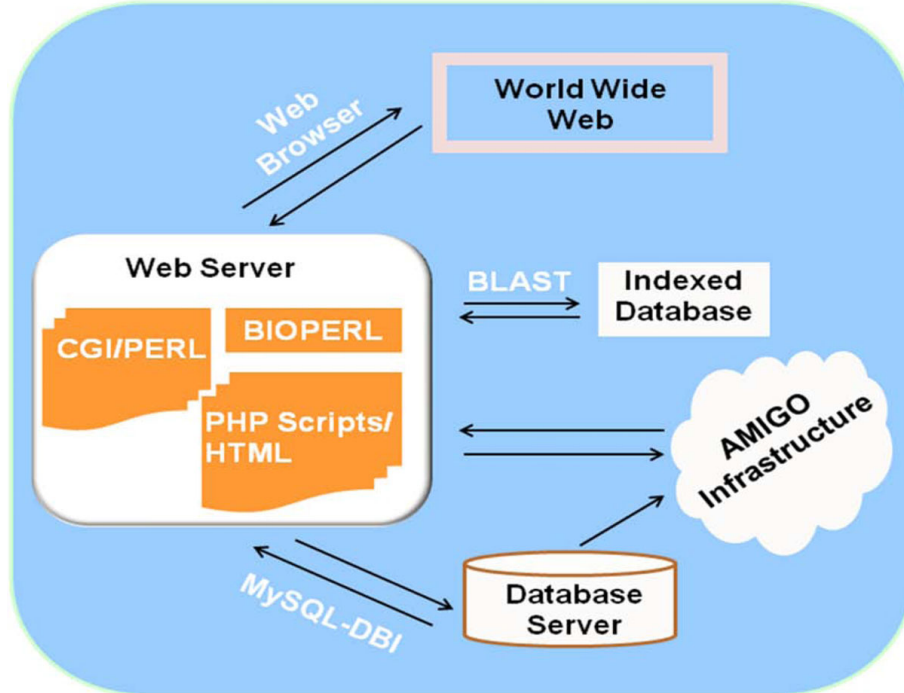 World Wide
Web
Web
Browser
Web Server
CGI/PERL
BIOPERL
PHP Scripts/
HTML
BLAST
Indexed
Database
AMIGO
Infrastructure
MySQL-DBI
Database
Server